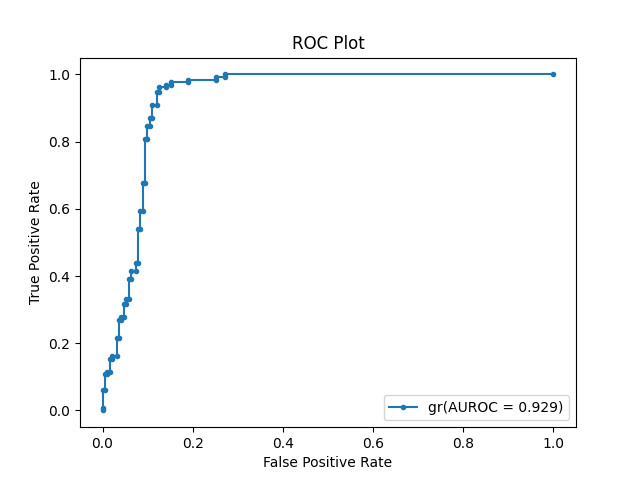 ROC Plot
True Positive Rate
1.0
0.8
0.6
0.4
0.2
0.0
0.0 0.2 0.4 0.6 0.8 1.0
False Positive Rate
gr(AUROC = 0.929)